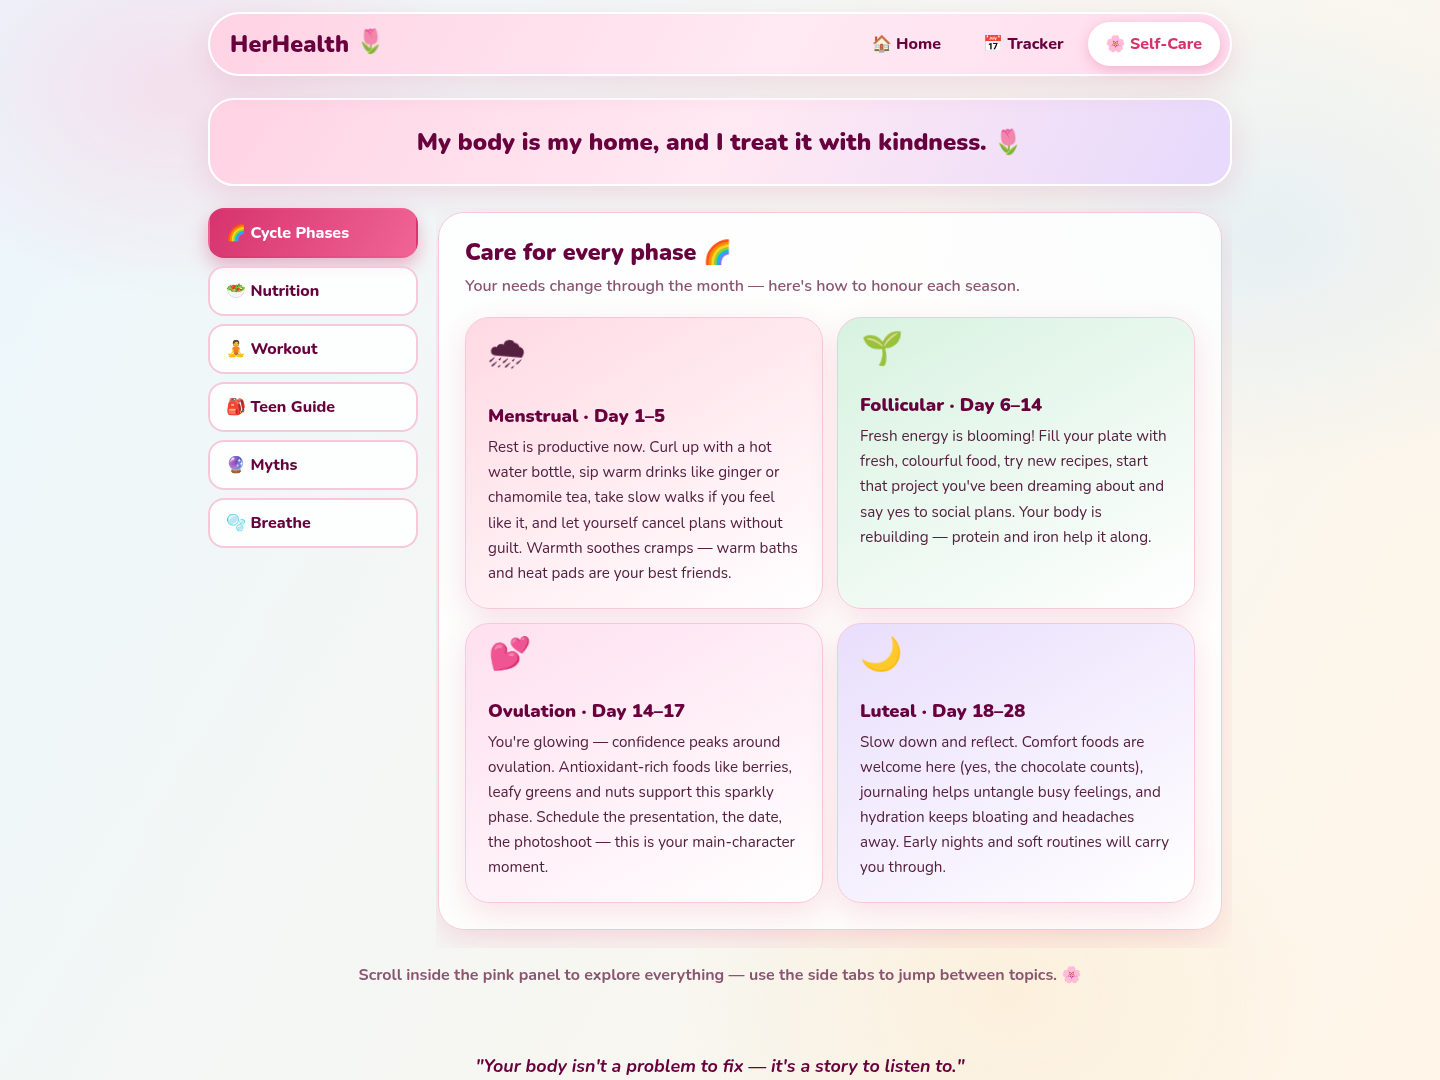 HerHealth 🌷
🏠 Home
📅 Tracker
🌸 Self-Care
My body is my home, and I treat it with kindness. 🌷
🌈 Cycle Phases
🥗 Nutrition
🧘 Workout
🎒 Teen Guide
🔮 Myths
🫧 Breathe
Care for every phase 🌈
Your needs change through the month — here's how to honour each season.
🌧️
Menstrual · Day 1–5
Rest is productive now. Curl up with a hot
water bottle, sip warm drinks like ginger or
chamomile tea, take slow walks if you feel
like it, and let yourself cancel plans without
guilt. Warmth soothes cramps — warm baths
and heat pads are your best friends.
🌱
Follicular · Day 6–14
Fresh energy is blooming! Fill your plate with
fresh, colourful food, try new recipes, start
that project you've been dreaming about and
say yes to social plans. Your body is
rebuilding — protein and iron help it along.
💕
Ovulation · Day 14–17
You're glowing — confidence peaks around
ovulation. Antioxidant-rich foods like berries,
leafy greens and nuts support this sparkly
phase. Schedule the presentation, the date,
the photoshoot — this is your main-character
moment.
🌙
Luteal · Day 18–28
Slow down and reflect. Comfort foods are
welcome here (yes, the chocolate counts),
journaling helps untangle busy feelings, and
hydration keeps bloating and headaches
away. Early nights and soft routines will carry
you through.
Scroll inside the pink panel to explore everything — use the side tabs to jump between topics. 🌸
"Your body isn't a problem to fix — it's a story to listen to."